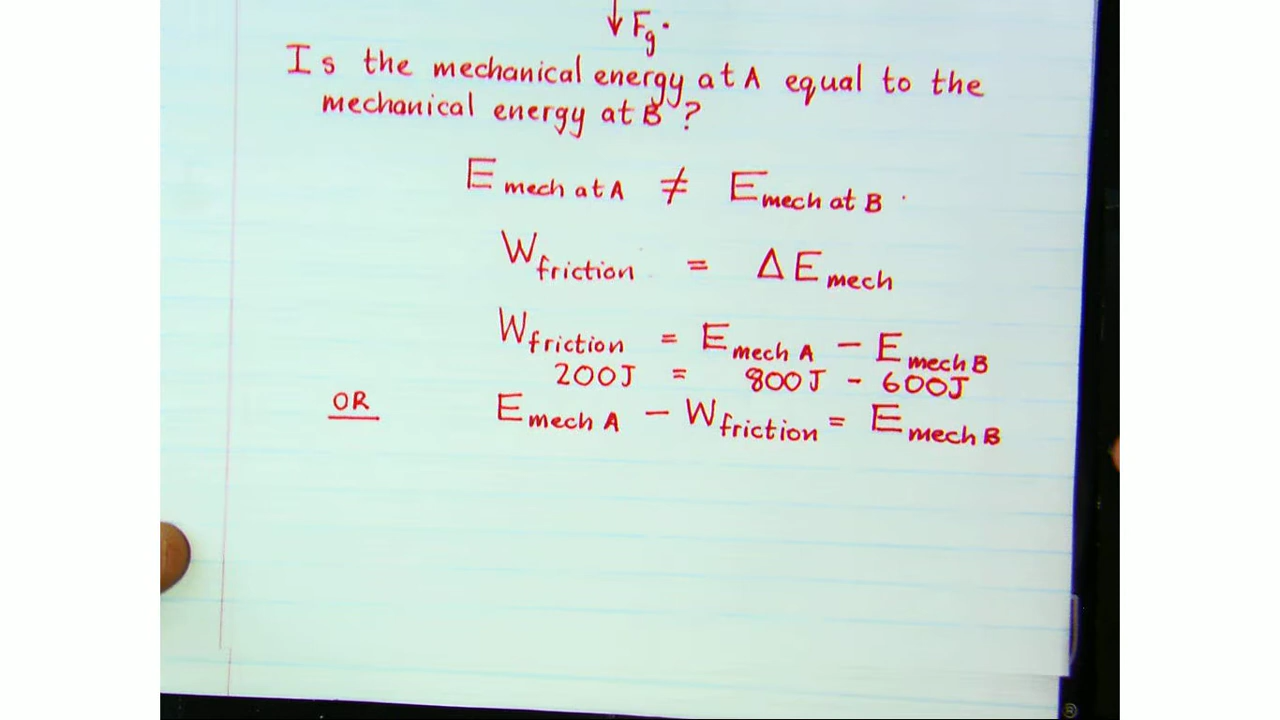 ↓ Fg.
Is the mechanical energy at A equal to the
mechanical energy at B ?
E mech at A ≠ E mech at B .
W friction = ΔE mech
W friction = E mech A - E mech B
200J = 800J - 600J
OR E mech A - W friction = E mech B